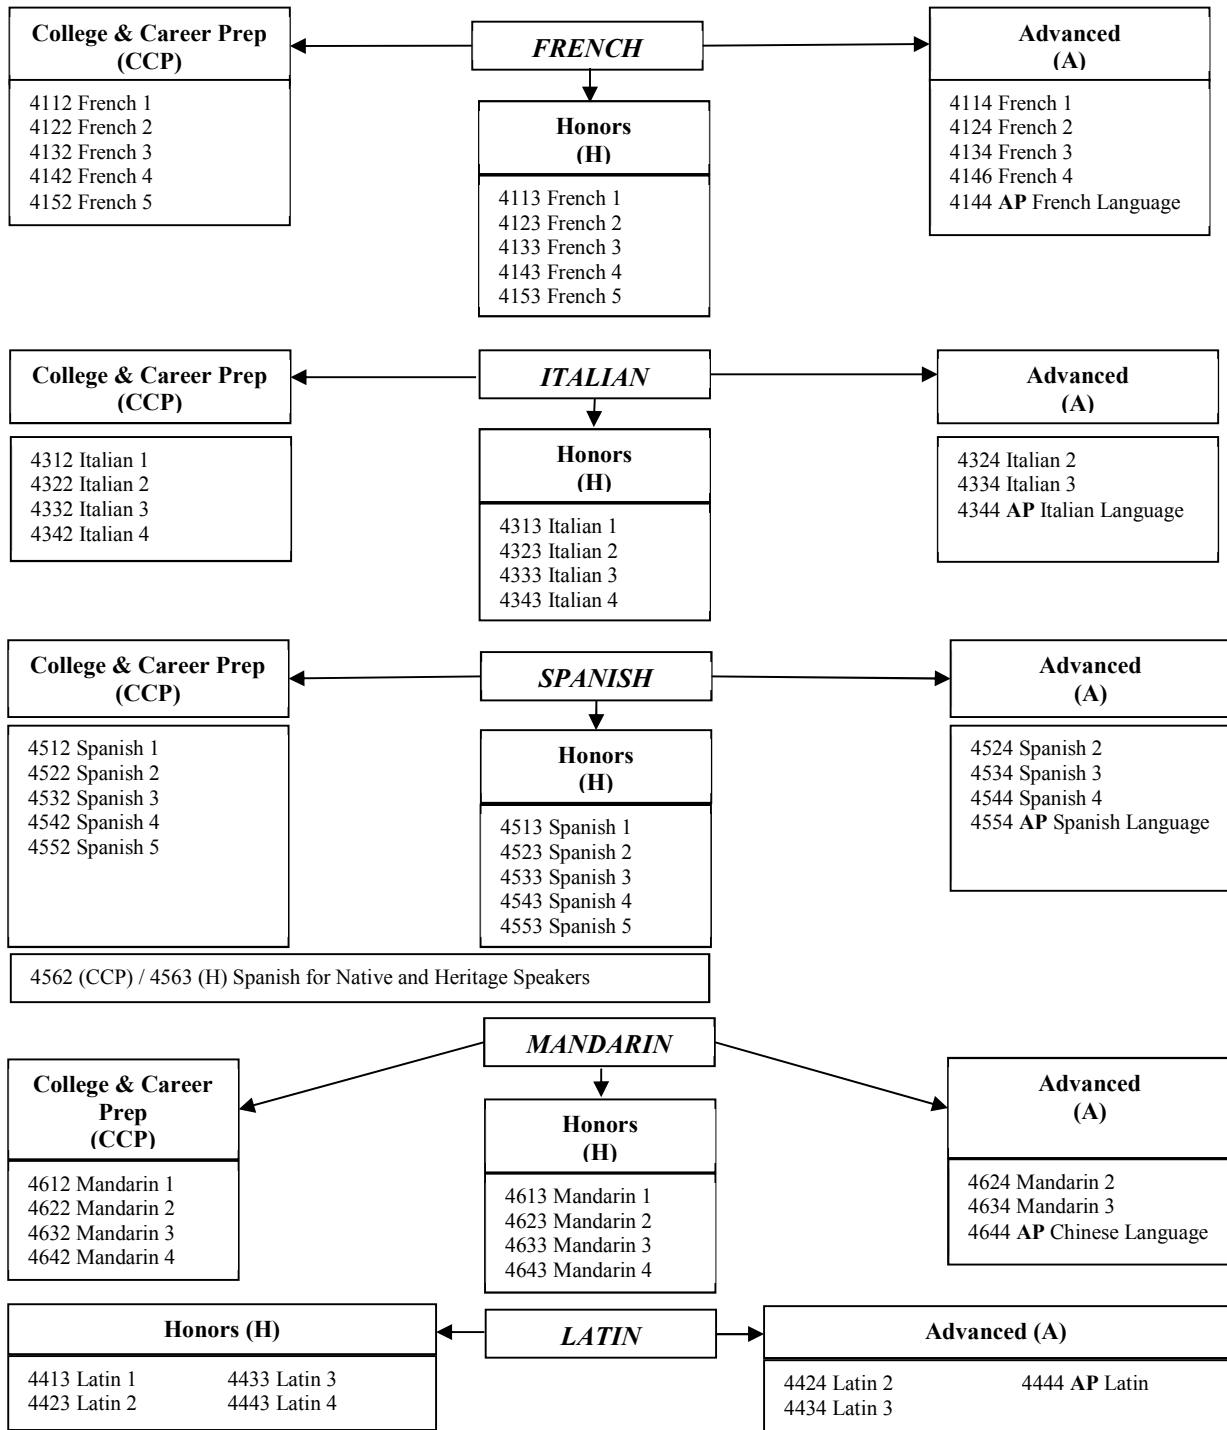 FRENCH
College & Career Prep
(CCP)
4112 French 1
4122 French 2
4132 French 3
4142 French 4
4152 French 5
Honors
(H)
4113 French 1
4123 French 2
4133 French 3
4143 French 4
4153 French 5
Advanced
(A)
4114 French 1
4124 French 2
4134 French 3
4146 French 4
4144 AP French Language
ITALIAN
College & Career Prep
(CCP)
4312 Italian 1
4322 Italian 2
4332 Italian 3
4342 Italian 4
Honors
(H)
4313 Italian 1
4323 Italian 2
4333 Italian 3
4343 Italian 4
Advanced
(A)
4324 Italian 2
4334 Italian 3
4344 AP Italian Language
SPANISH
College & Career Prep
(CCP)
4512 Spanish 1
4522 Spanish 2
4532 Spanish 3
4542 Spanish 4
4552 Spanish 5
Honors
(H)
4513 Spanish 1
4523 Spanish 2
4533 Spanish 3
4543 Spanish 4
4553 Spanish 5
Advanced
(A)
4524 Spanish 2
4534 Spanish 3
4544 Spanish 4
4554 AP Spanish Language
4562 (CCP) / 4563 (H) Spanish for Native and Heritage Speakers
MANDARIN
College & Career
Prep
(CCP)
4612 Mandarin 1
4622 Mandarin 2
4632 Mandarin 3
4642 Mandarin 4
Honors
(H)
4613 Mandarin 1
4623 Mandarin 2
4633 Mandarin 3
4643 Mandarin 4
Advanced
(A)
4624 Mandarin 2
4634 Mandarin 3
4644 AP Chinese Language
LATIN
Honors (H)
4413 Latin 1
4423 Latin 2
4433 Latin 3
4443 Latin 4
Advanced (A)
4424 Latin 2
4434 Latin 3
4444 AP Latin